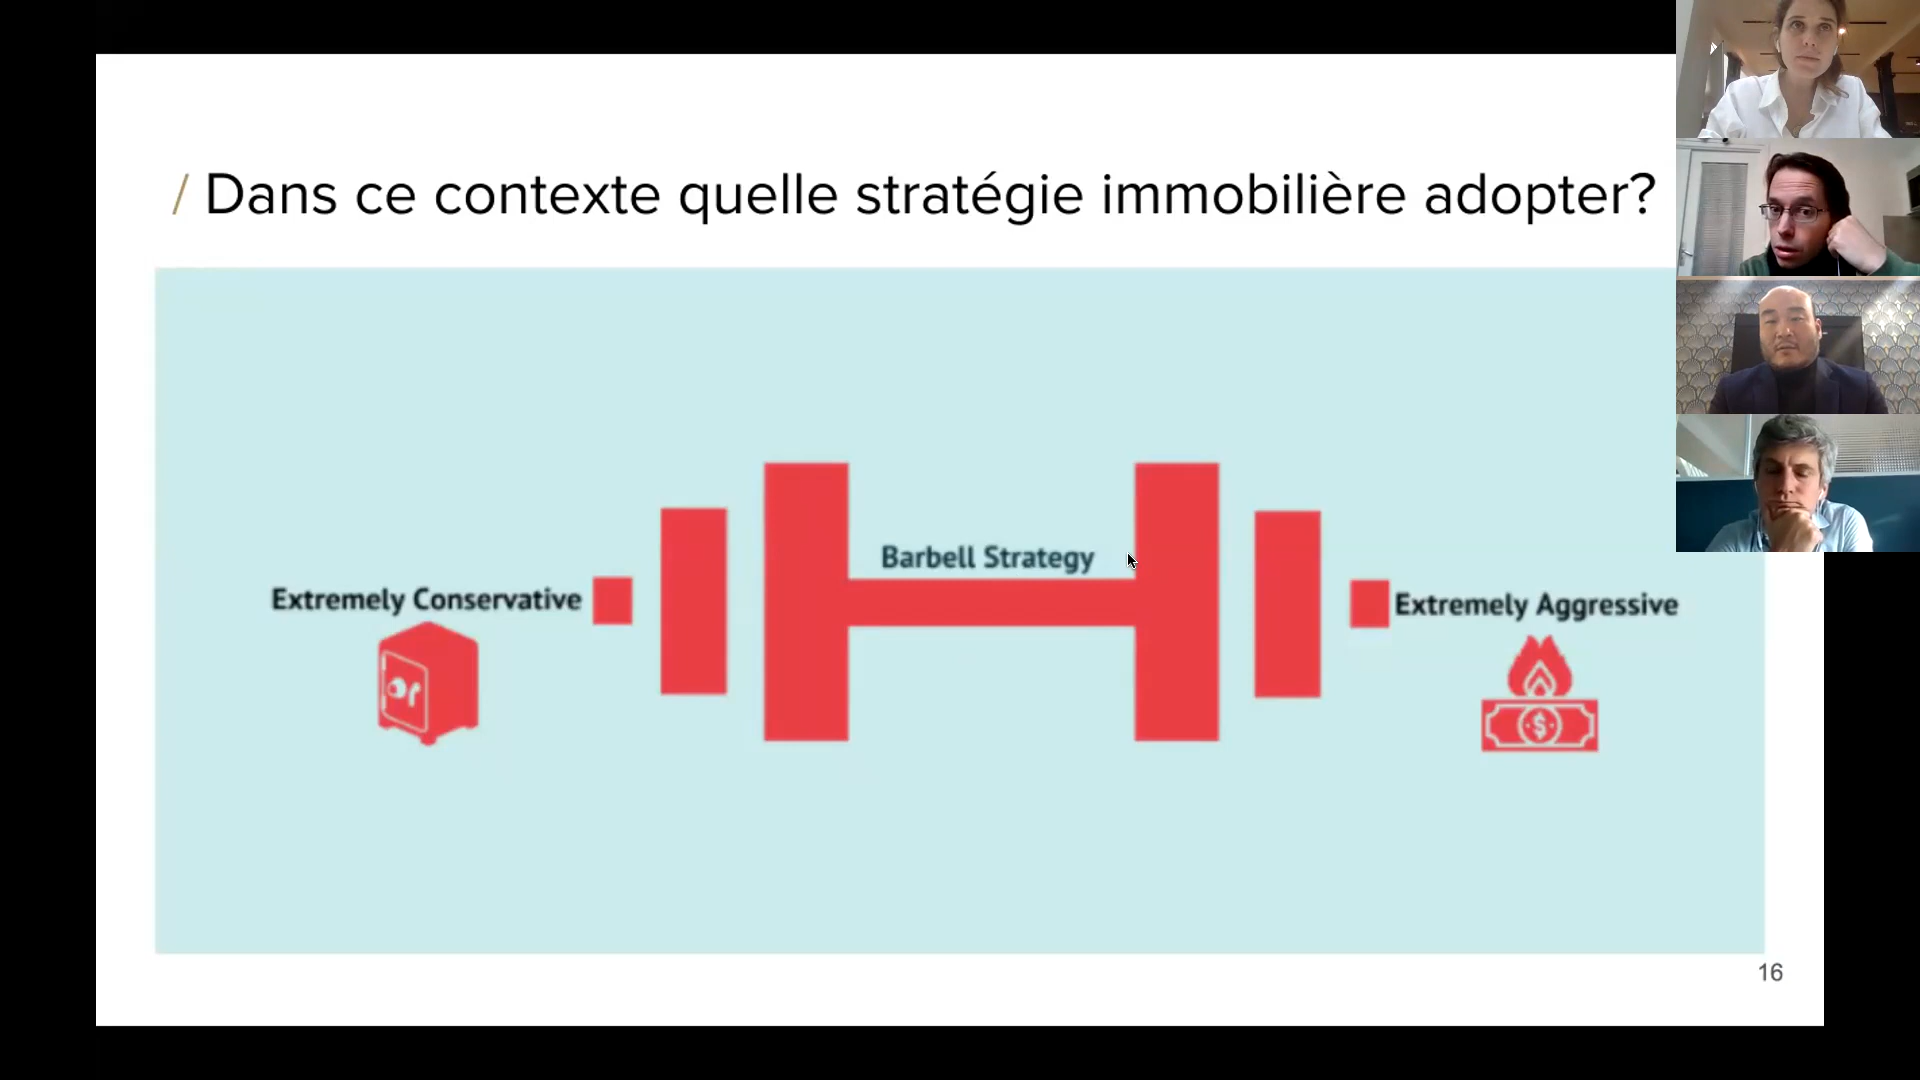 / Dans ce contexte quelle stratégie immobilière adopter?
Barbell Strategy
Extremely Conservative
Extremely Aggressive
$
16